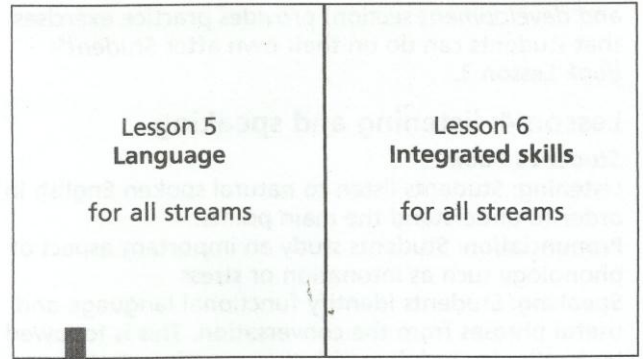 Lesson 5
Language
for all streams
Lesson 6
Integrated skills
for all streams